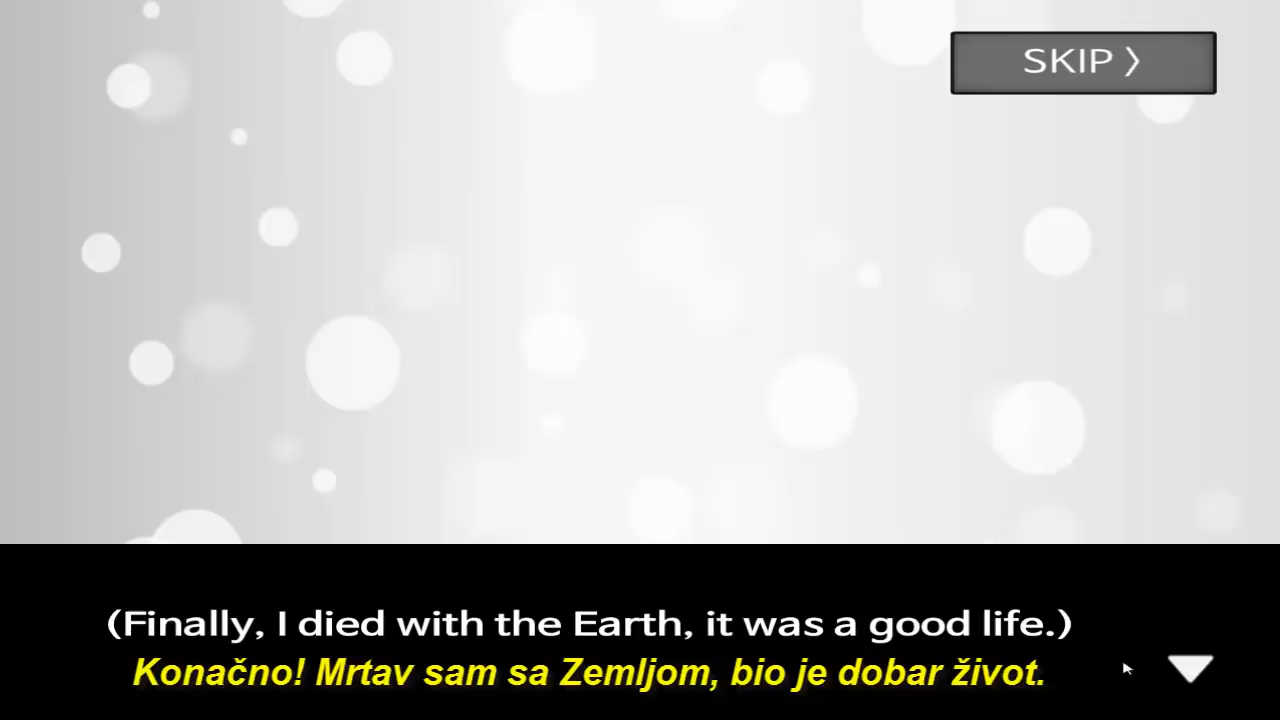 SKIP 〉
(Finally, I died with the Earth, it was a good life.)
Konačno! Mrtav sam sa Zemljom, bio je dobar život.